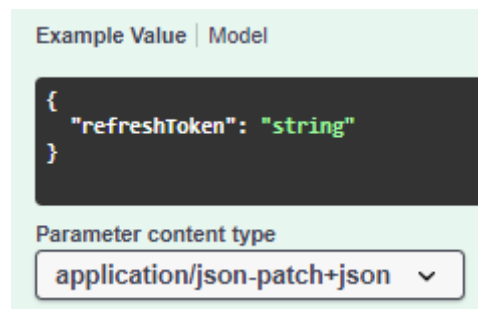 Example Value | Model
{
  "refreshToken": "string"
}
Parameter content type
application/json-patch+json